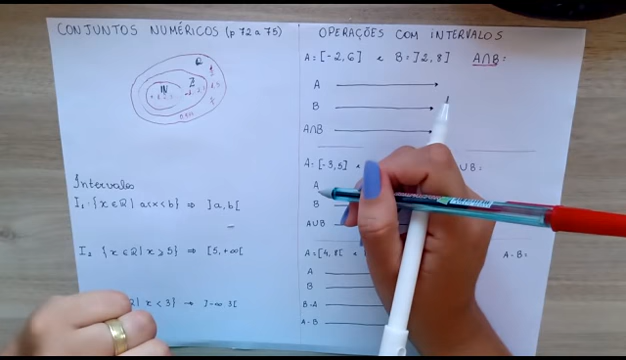 CONJUNTOS NUMÉRICOS (p 72 a 75)
N Z Q
Intervalos
I₁ : { x ∈ R | a < x < b } ⇒ ]a, b[
I₂ { x ∈ R | x ≥ 5 } ⇒ [5, +∞[
| x < 3 } → ]-∞ 3[
OPERAÇÕES COM INTERVALOS
A = [-2, 6] e B = ]2, 8] A∩B =
A
B
A∩B
A = [-3, 5] e UB =
A
B
A∪B
A = [4, 8[ e A-B =
A
B
B-A
A-B